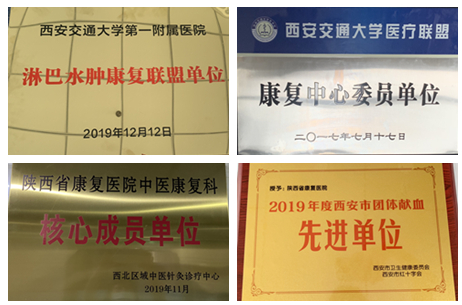 西安交通大学第一附属医院
淋巴水肿康复联盟单位
2019年12月12日
西安交通大学医疗联盟
康复中心委员单位
二〇一七年七月十七日
陕西省康复医院中医康复科
核心成员单位
西北区域中医针灸诊疗中心
2019年11月
授予：陕西省康复医院
2019年度西安市团体献血
先进单位
西安市卫生健康委员会
西安市红十字会